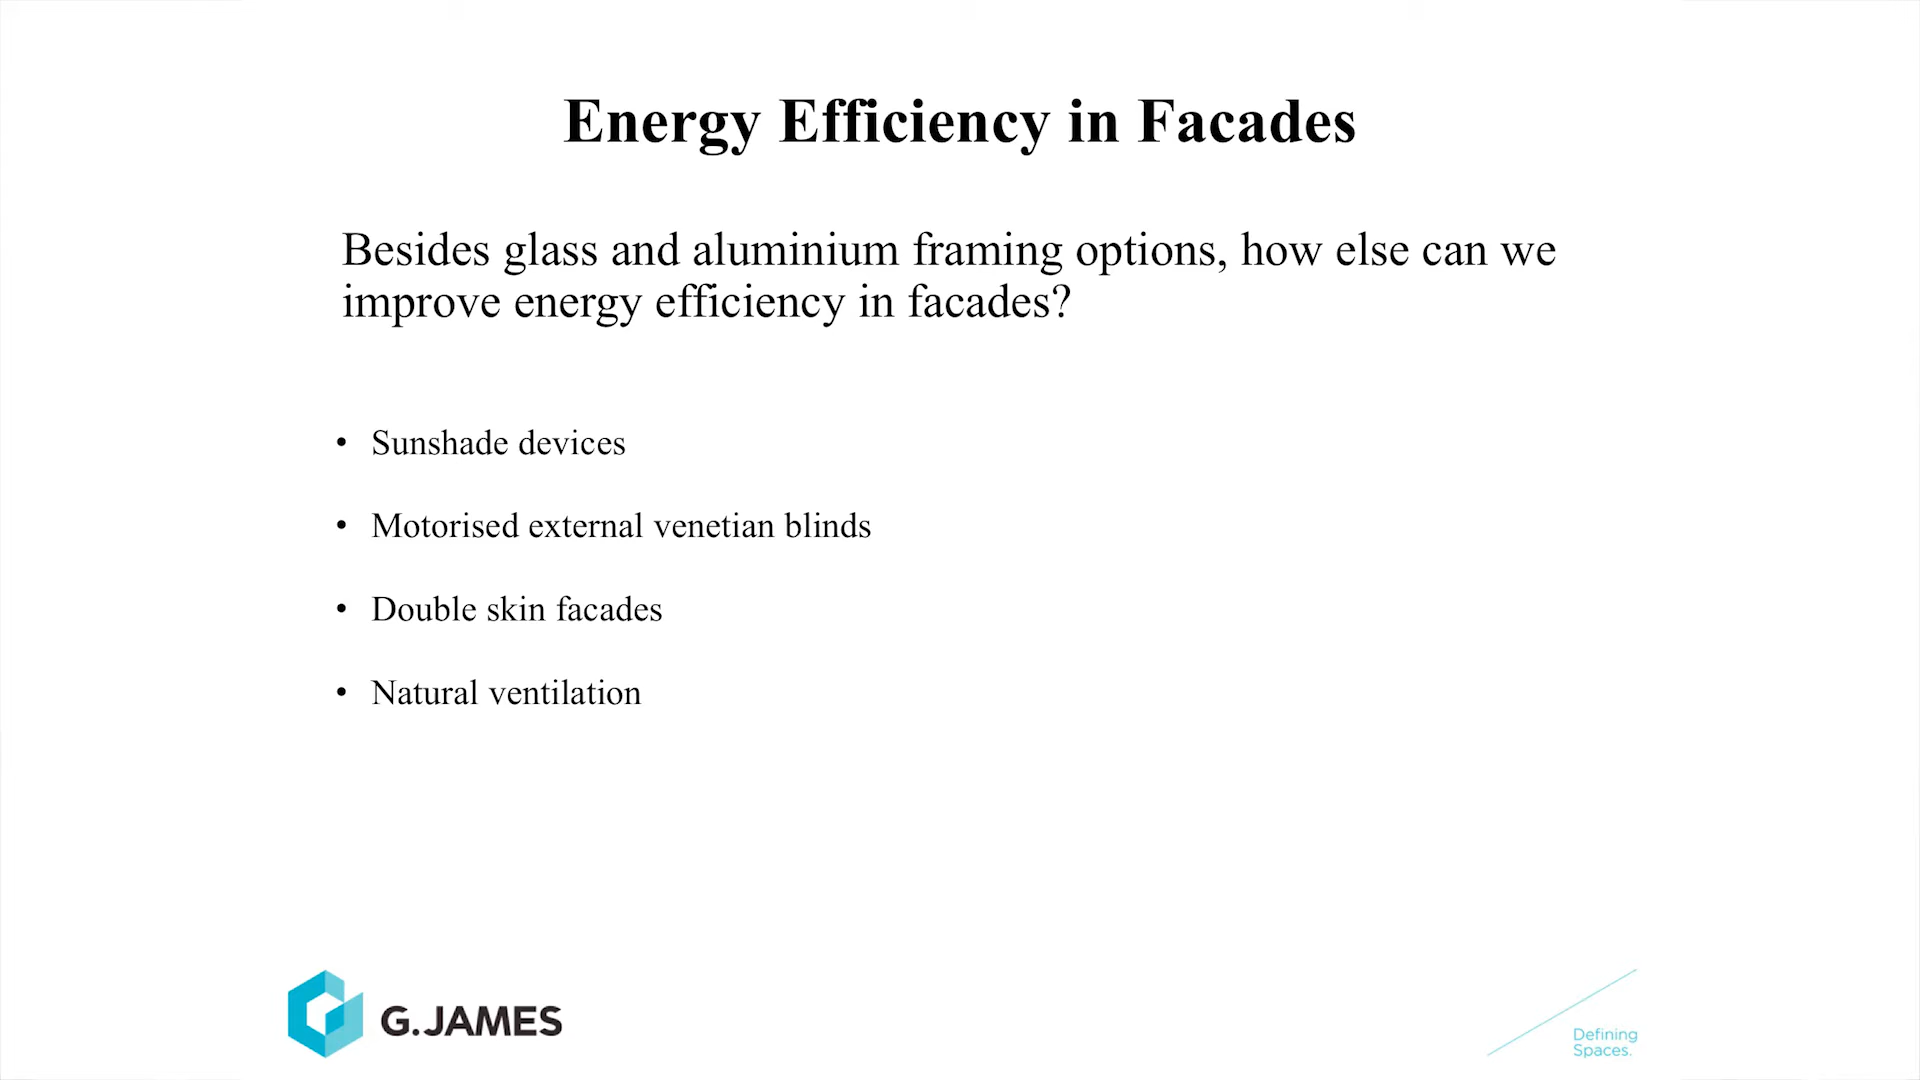 Energy Efficiency in Facades
Besides glass and aluminium framing options, how else can we
improve energy efficiency in facades?
• Sunshade devices
• Motorised external venetian blinds
• Double skin facades
• Natural ventilation
G.JAMES
Defining
Spaces.